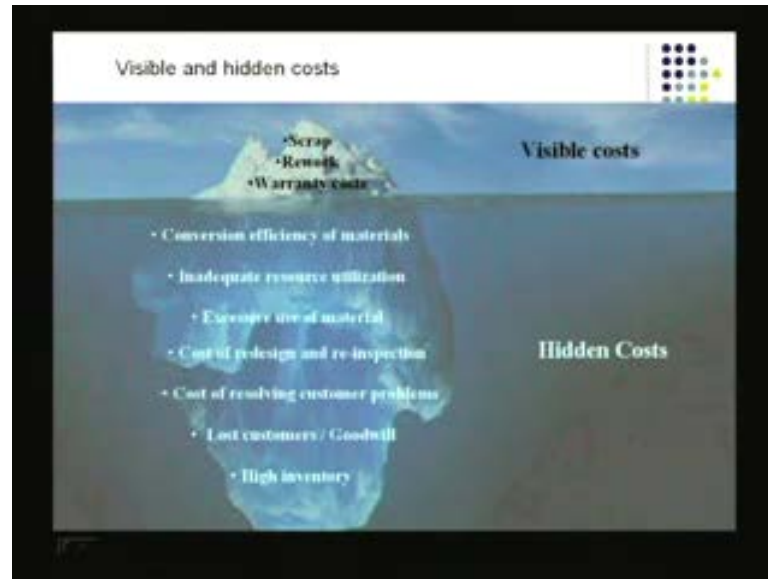 Visible and hidden costs
•Scrap
•Rework
•Warranty costs
Visible costs
• Conversion efficiency of materials
• Inadequate resource utilization
• Excessive use of material
• Cost of redesign and re-inspection
Hidden Costs
• Cost of resolving customer problems
• Lost customers / Goodwill
• High inventory